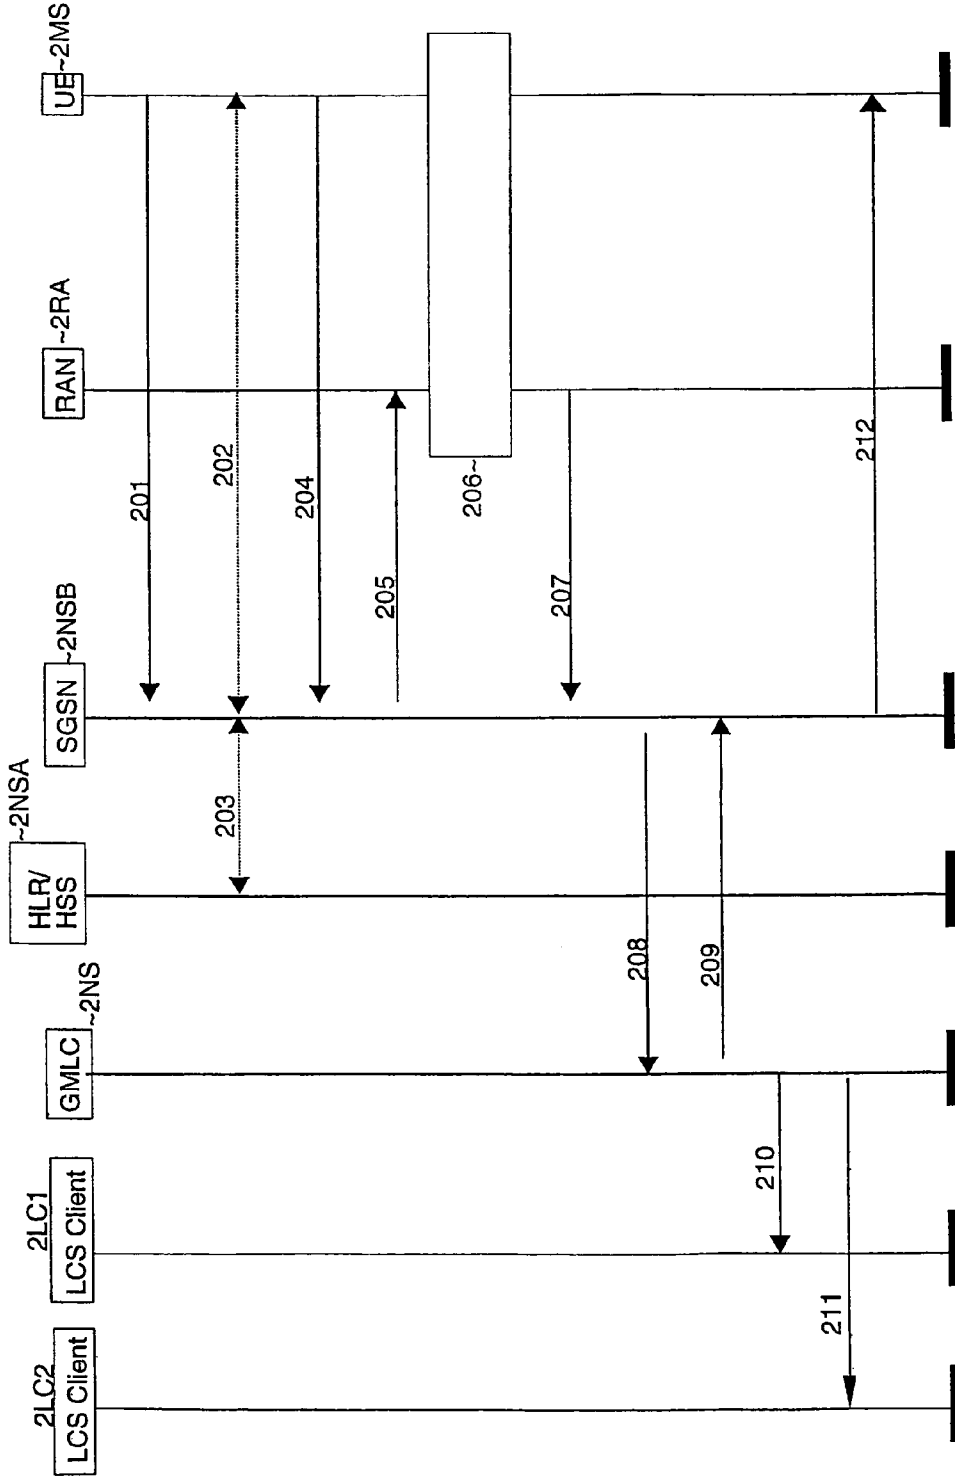 2LC2
LCS Client
2LC1
LCS Client
GMLC
~2NS
HLR/
HSS
~2NSA
SGSN
~2NSB
RAN
~2RA
UE
~2MS
201
202
203
204
205
206~
207
208
209
210
211
212